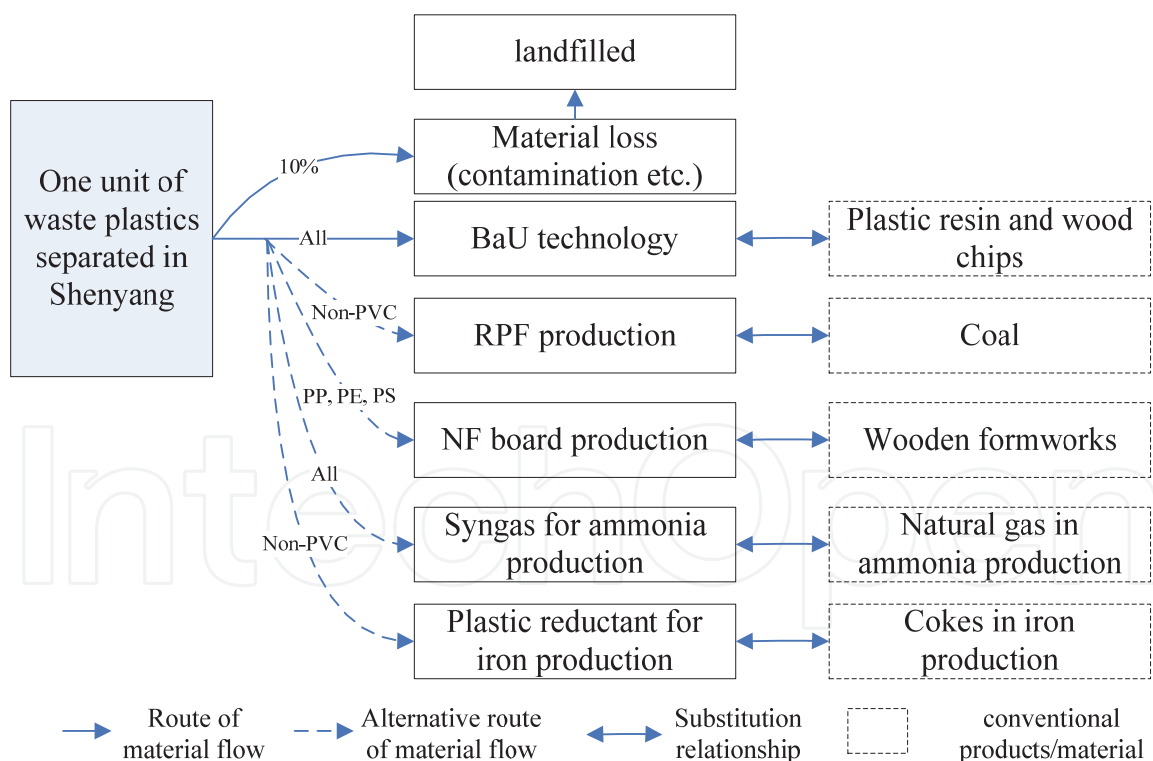 landfilled
Material loss
(contamination etc.)
10%
One unit of
waste plastics
separated in
Shenyang
All
BaU technology
Plastic resin and wood
chips
Non-PVC
RPF production
Coal
PP, PE, PS
NF board production
Wooden formworks
All
Syngas for ammonia
production
Natural gas in
ammonia production
Non-PVC
Plastic reductant for
iron production
Cokes in iron
production
Route of
material flow
Alternative route
of material flow
Substitution
relationship
conventional
products/material
IntechOpen